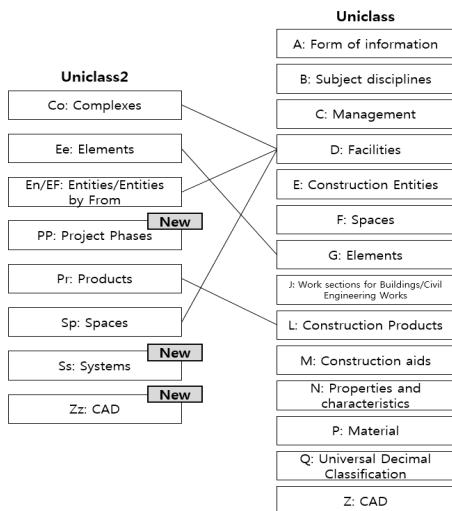 Uniclass2
Co: Complexes
Ee: Elements
En/EF: Entities/Entities
by From
New
PP: Project Phases
Pr: Products
Sp: Spaces
New
Ss: Systems
New
Zz: CAD
Uniclass
A: Form of information
B: Subject disciplines
C: Management
D: Facilities
E: Construction Entities
F: Spaces
G: Elements
J: Work sections for Buildings/Civil
Engineering Works
L: Construction Products
M: Construction aids
N: Properties and
characteristics
P: Material
Q: Universal Decimal
Classification
Z: CAD